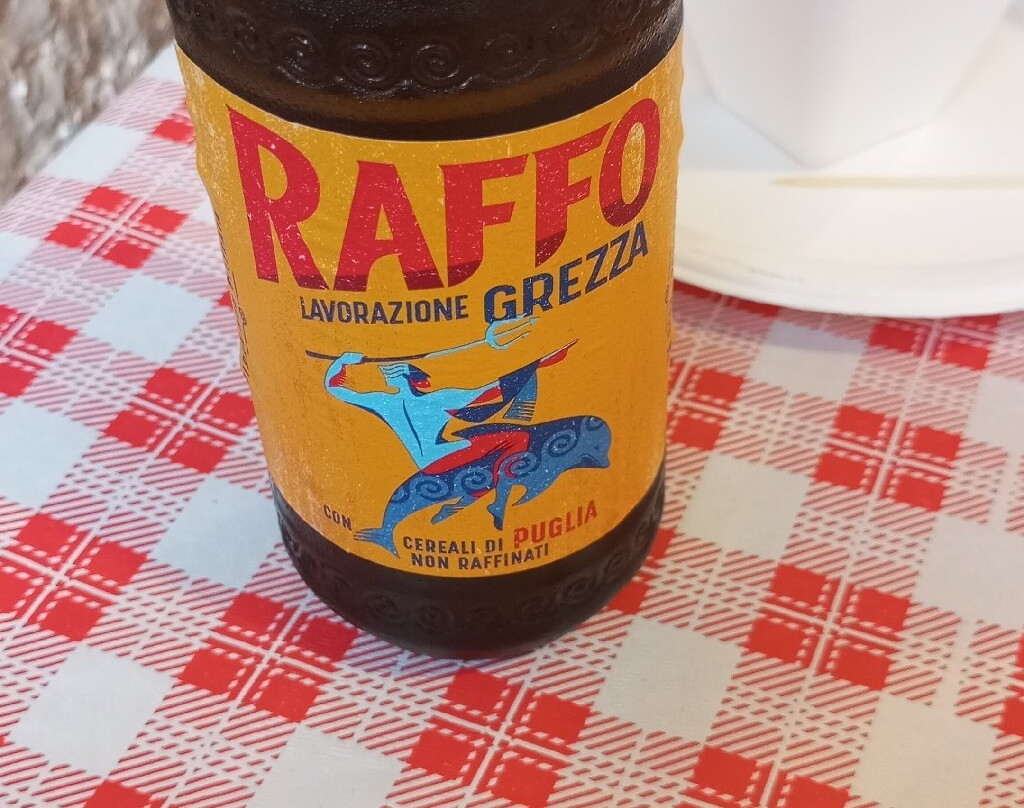 RAFFO
LAVORAZIONE GREZZA
CON
CEREALI DI PUGLIA
NON RAFFINATI